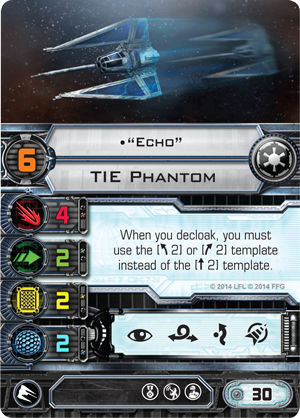 •"Echo"
6
TIE Phantom
4
When you decloak, you must
use the [↰ 2] or [↱ 2] template
instead of the [↑ 2] template.
2
© 2014 LFL © 2014 FFG
2
2
30